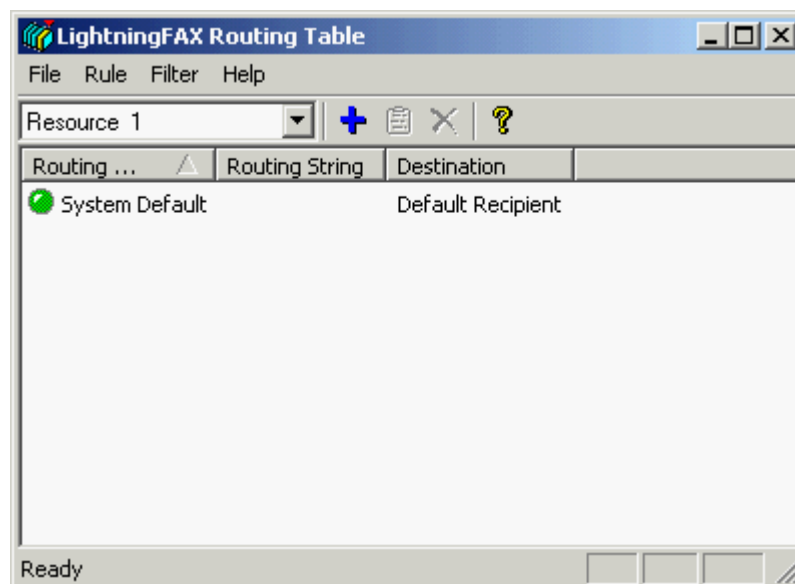 LightningFAX Routing Table
File Rule Filter Help
Resource 1
Routing ... Routing String Destination
System Default Default Recipient
Ready